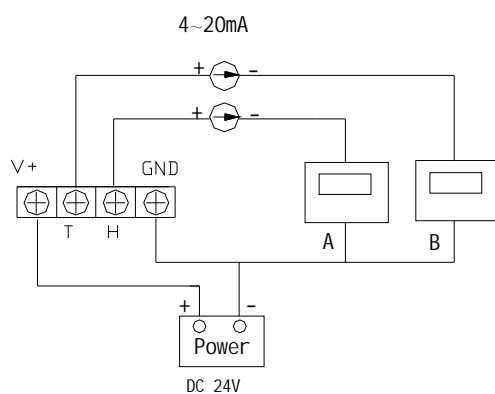 4~20mA
+ -
+ -
V+ GND
T H
A B
+ -
Power
DC 24V